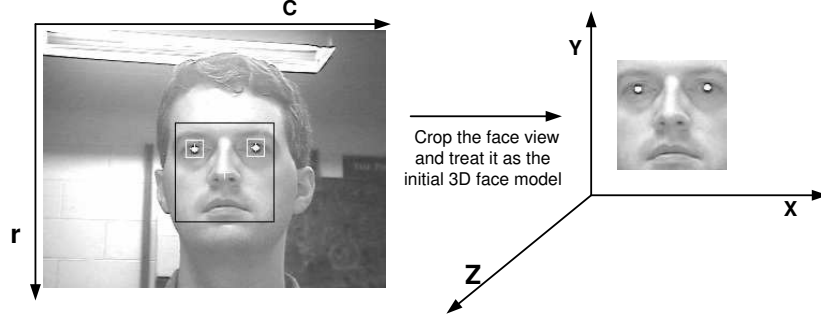 C
r
Crop the face view
and treat it as the
initial 3D face model
Y
X
Z